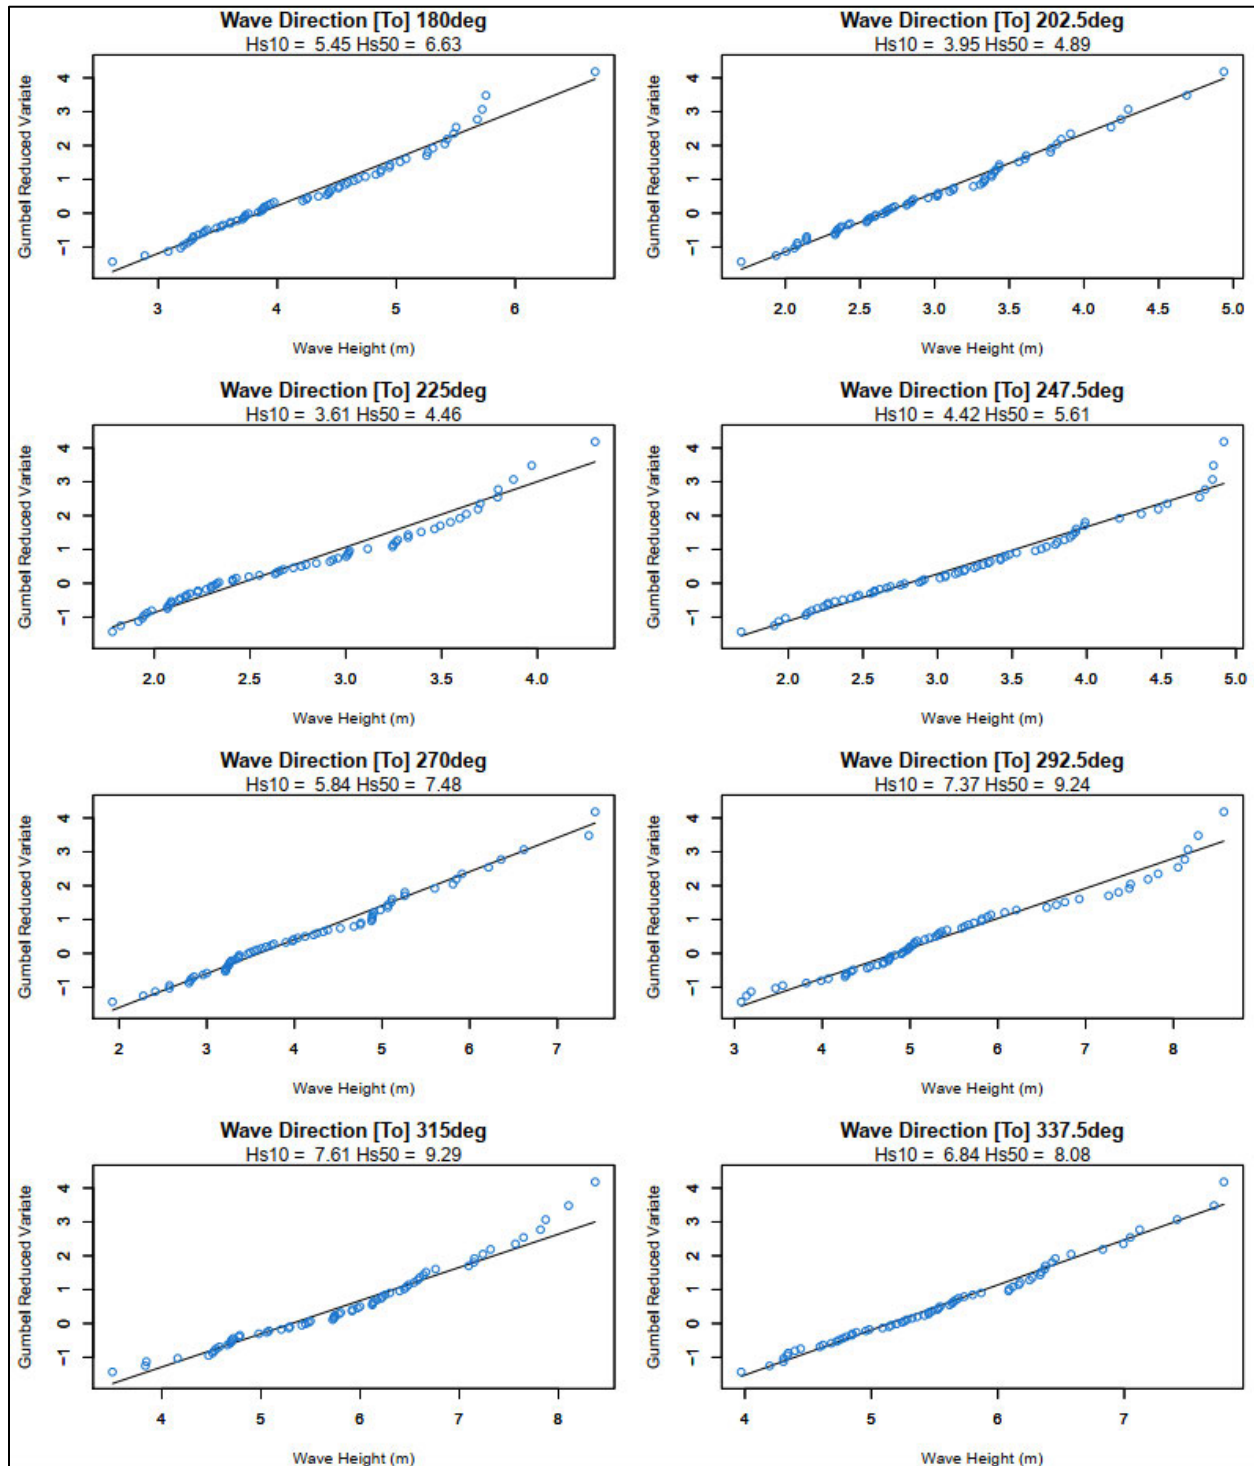 Wave Direction [To] 180deg
Hs10 = 5.45 Hs50 = 6.63
Gumbel Reduced Variate
4
3
2
1
0
−1
3 4 5 6
Wave Height (m)
Wave Direction [To] 202.5deg
Hs10 = 3.95 Hs50 = 4.89
Gumbel Reduced Variate
4
3
2
1
0
−1
2.0 2.5 3.0 3.5 4.0 4.5 5.0
Wave Height (m)
Wave Direction [To] 225deg
Hs10 = 3.61 Hs50 = 4.46
Gumbel Reduced Variate
4
3
2
1
0
−1
2.0 2.5 3.0 3.5 4.0
Wave Height (m)
Wave Direction [To] 247.5deg
Hs10 = 4.42 Hs50 = 5.61
Gumbel Reduced Variate
4
3
2
1
0
−1
2.0 2.5 3.0 3.5 4.0 4.5 5.0
Wave Height (m)
Wave Direction [To] 270deg
Hs10 = 5.84 Hs50 = 7.48
Gumbel Reduced Variate
4
3
2
1
0
−1
2 3 4 5 6 7
Wave Height (m)
Wave Direction [To] 292.5deg
Hs10 = 7.37 Hs50 = 9.24
Gumbel Reduced Variate
4
3
2
1
0
−1
3 4 5 6 7 8
Wave Height (m)
Wave Direction [To] 315deg
Hs10 = 7.61 Hs50 = 9.29
Gumbel Reduced Variate
4
3
2
1
0
−1
4 5 6 7 8
Wave Height (m)
Wave Direction [To] 337.5deg
Hs10 = 6.84 Hs50 = 8.08
Gumbel Reduced Variate
4
3
2
1
0
−1
4 5 6 7
Wave Height (m)